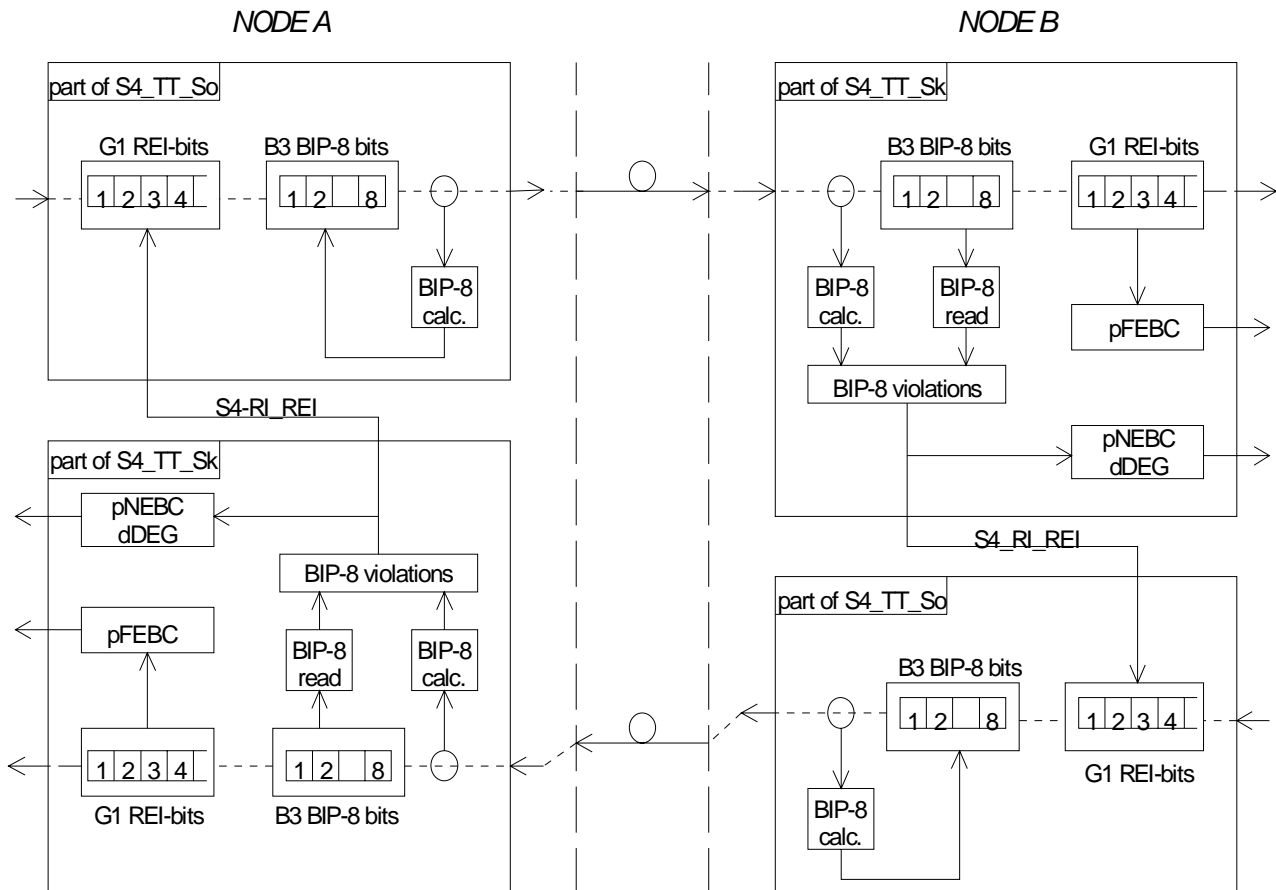 NODE A
NODE B
part of S4_TT_So
G1 REI-bits
B3 BIP-8 bits
1 2 3 4
1 2 8
BIP-8
calc.
S4-RI_REI
part of S4_TT_Sk
B3 BIP-8 bits
G1 REI-bits
1 2 8
1 2 3 4
BIP-8
calc.
BIP-8
read
pFEBC
BIP-8 violations
pNEBC
dDEG
S4_RI_REI
part of S4_TT_Sk
pNEBC
dDEG
BIP-8 violations
pFEBC
BIP-8
read
BIP-8
calc.
1 2 3 4
1 2 8
G1 REI-bits
B3 BIP-8 bits
part of S4_TT_So
B3 BIP-8 bits
1 2 8
1 2 3 4
G1 REI-bits
BIP-8
calc.